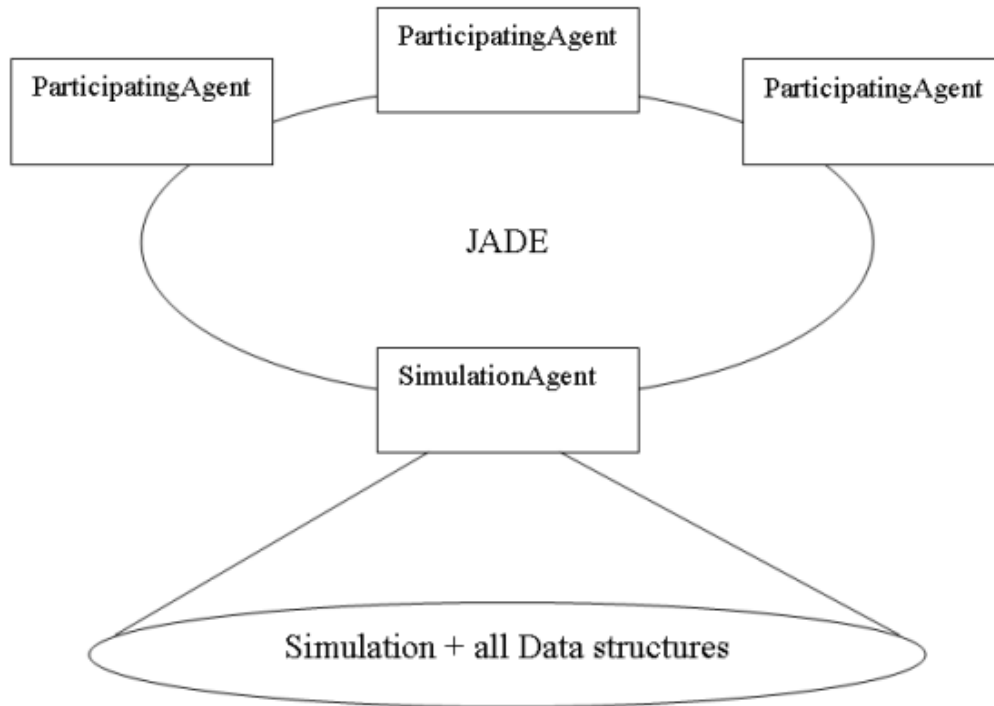 ParticipatingAgent
ParticipatingAgent
ParticipatingAgent
JADE
SimulationAgent
Simulation + all Data structures